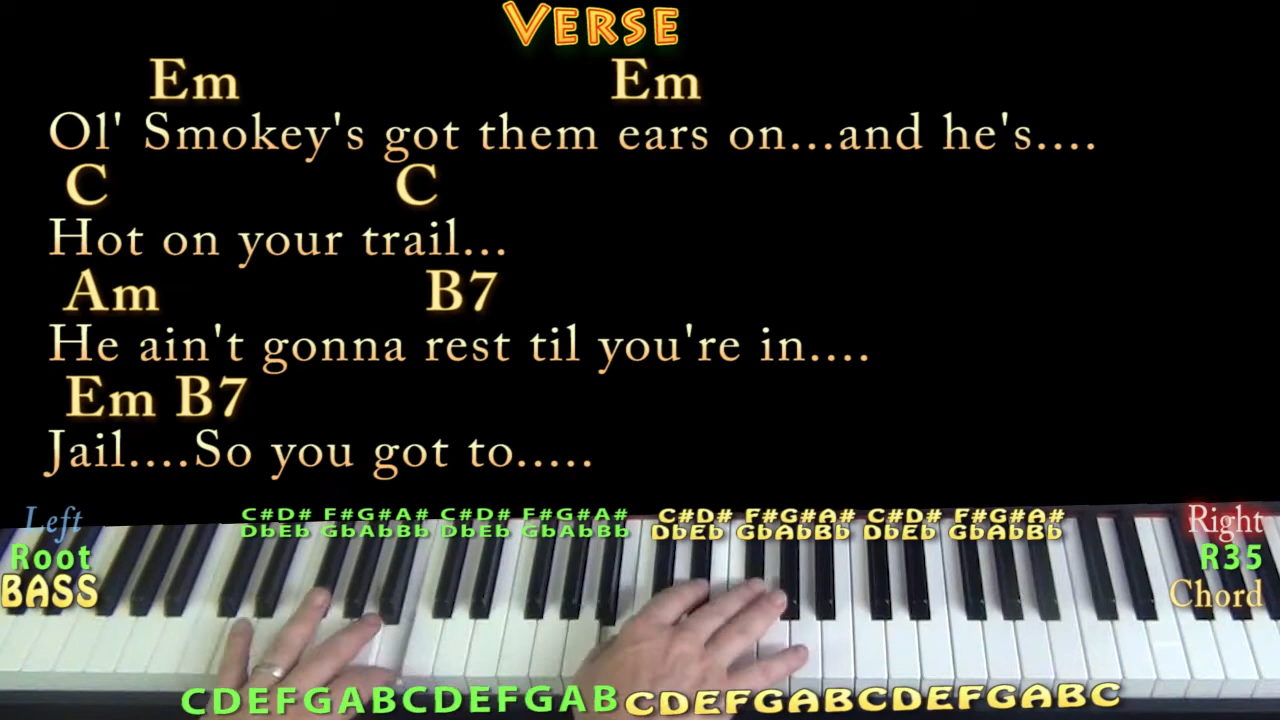 VERSE
Em Em
Ol' Smokey's got them ears on...and he's....
C C
Hot on your trail...
Am B7
He ain't gonna rest til you're in....
Em B7
Jail....So you got to.....
Left
Root
BASS
C#D# F#G#A# C#D# F#G#A# C#D# F#G#A# C#D# F#G#A#
DbEb GbAbBb DbEb GbAbBb DbEb GbAbBb DbEb GbAbBb
Right
R35
Chord
CDEFGABCDEFGAB CDEFGABCDEFGABC